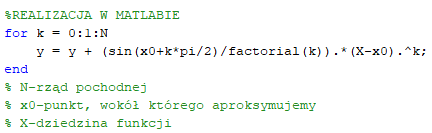 %REALIZACJA W MATLABIE
for k = 0:1:N
y = y + (sin(x0+k*pi/2)/factorial(k)).*(X-x0).^k;
end
% N-rząd pochodnej
% x0-punkt, wokół którego aproksymujemy
% X-dziedzina funkcji